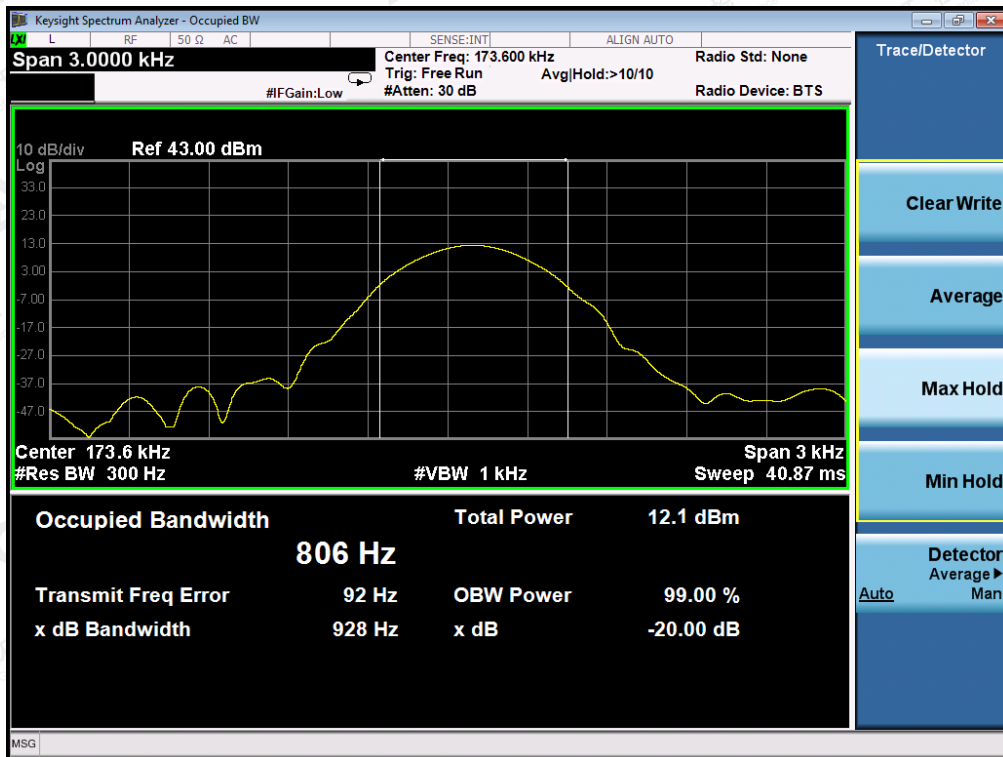 Keysight Spectrum Analyzer - Occupied BW
LXI L RF 50 Ω AC SENSE:INT ALIGN AUTO
Span 3.0000 kHz
Center Freq: 173.600 kHz Radio Std: None
Trig: Free Run Avg|Hold:>10/10
#IFGain:Low #Atten: 30 dB Radio Device: BTS
Trace/Detector
10 dB/div Ref 43.00 dBm
Log
33.0
23.0
13.0
3.00
-7.00
-17.0
-27.0
-37.0
-47.0
Center 173.6 kHz Span 3 kHz
#Res BW 300 Hz #VBW 1 kHz Sweep 40.87 ms
Occupied Bandwidth Total Power 12.1 dBm
806 Hz
Transmit Freq Error 92 Hz OBW Power 99.00 %
x dB Bandwidth 928 Hz x dB -20.00 dB
Clear Write
Average
Max Hold
Min Hold
Detector
Average▶
Auto Man
MSG